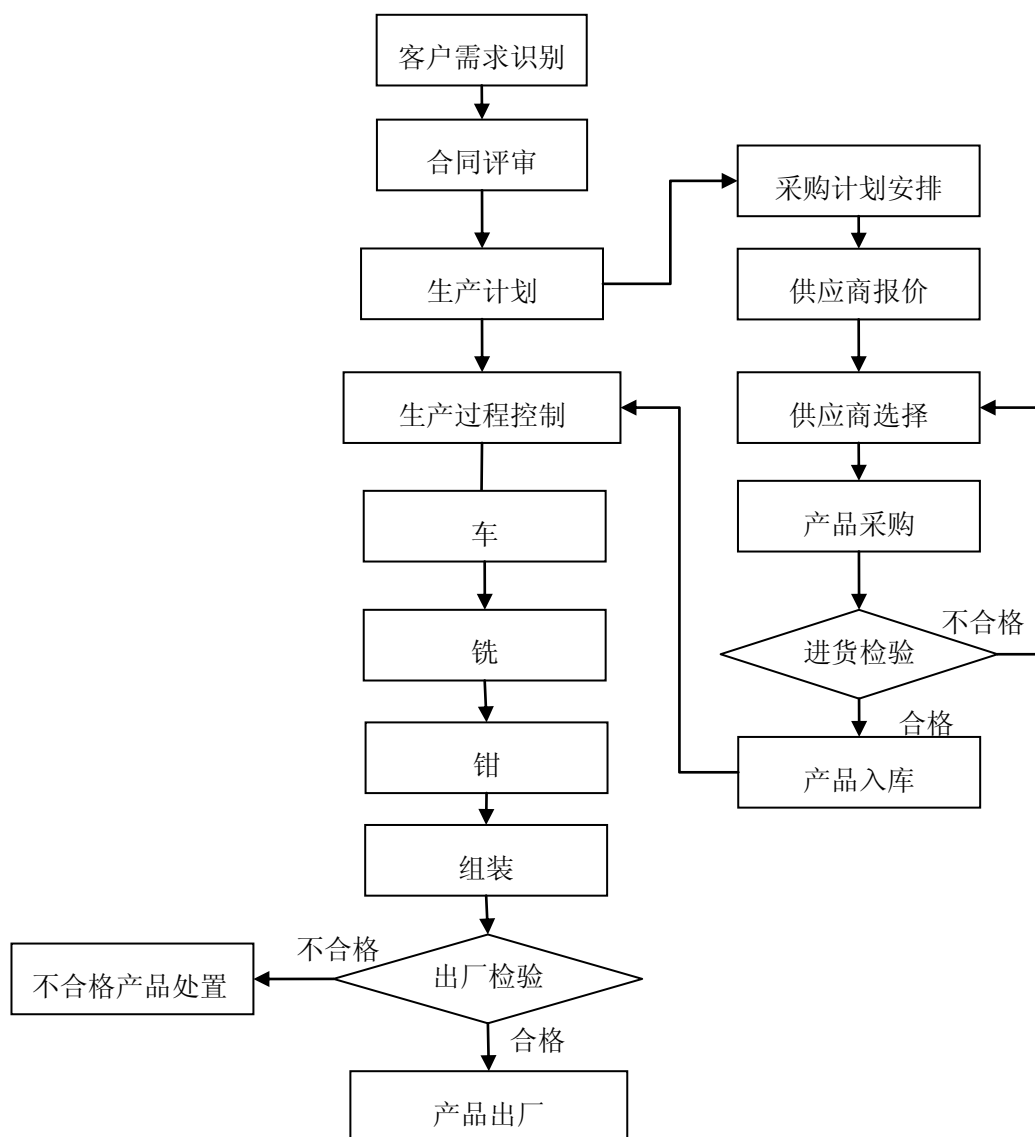 客户需求识别
合同评审
采购计划安排
生产计划
供应商报价
生产过程控制
供应商选择
车
产品采购
铣
进货检验
不合格
合格
钳
产品入库
组装
不合格
出厂检验
不合格产品处置
合格
产品出厂